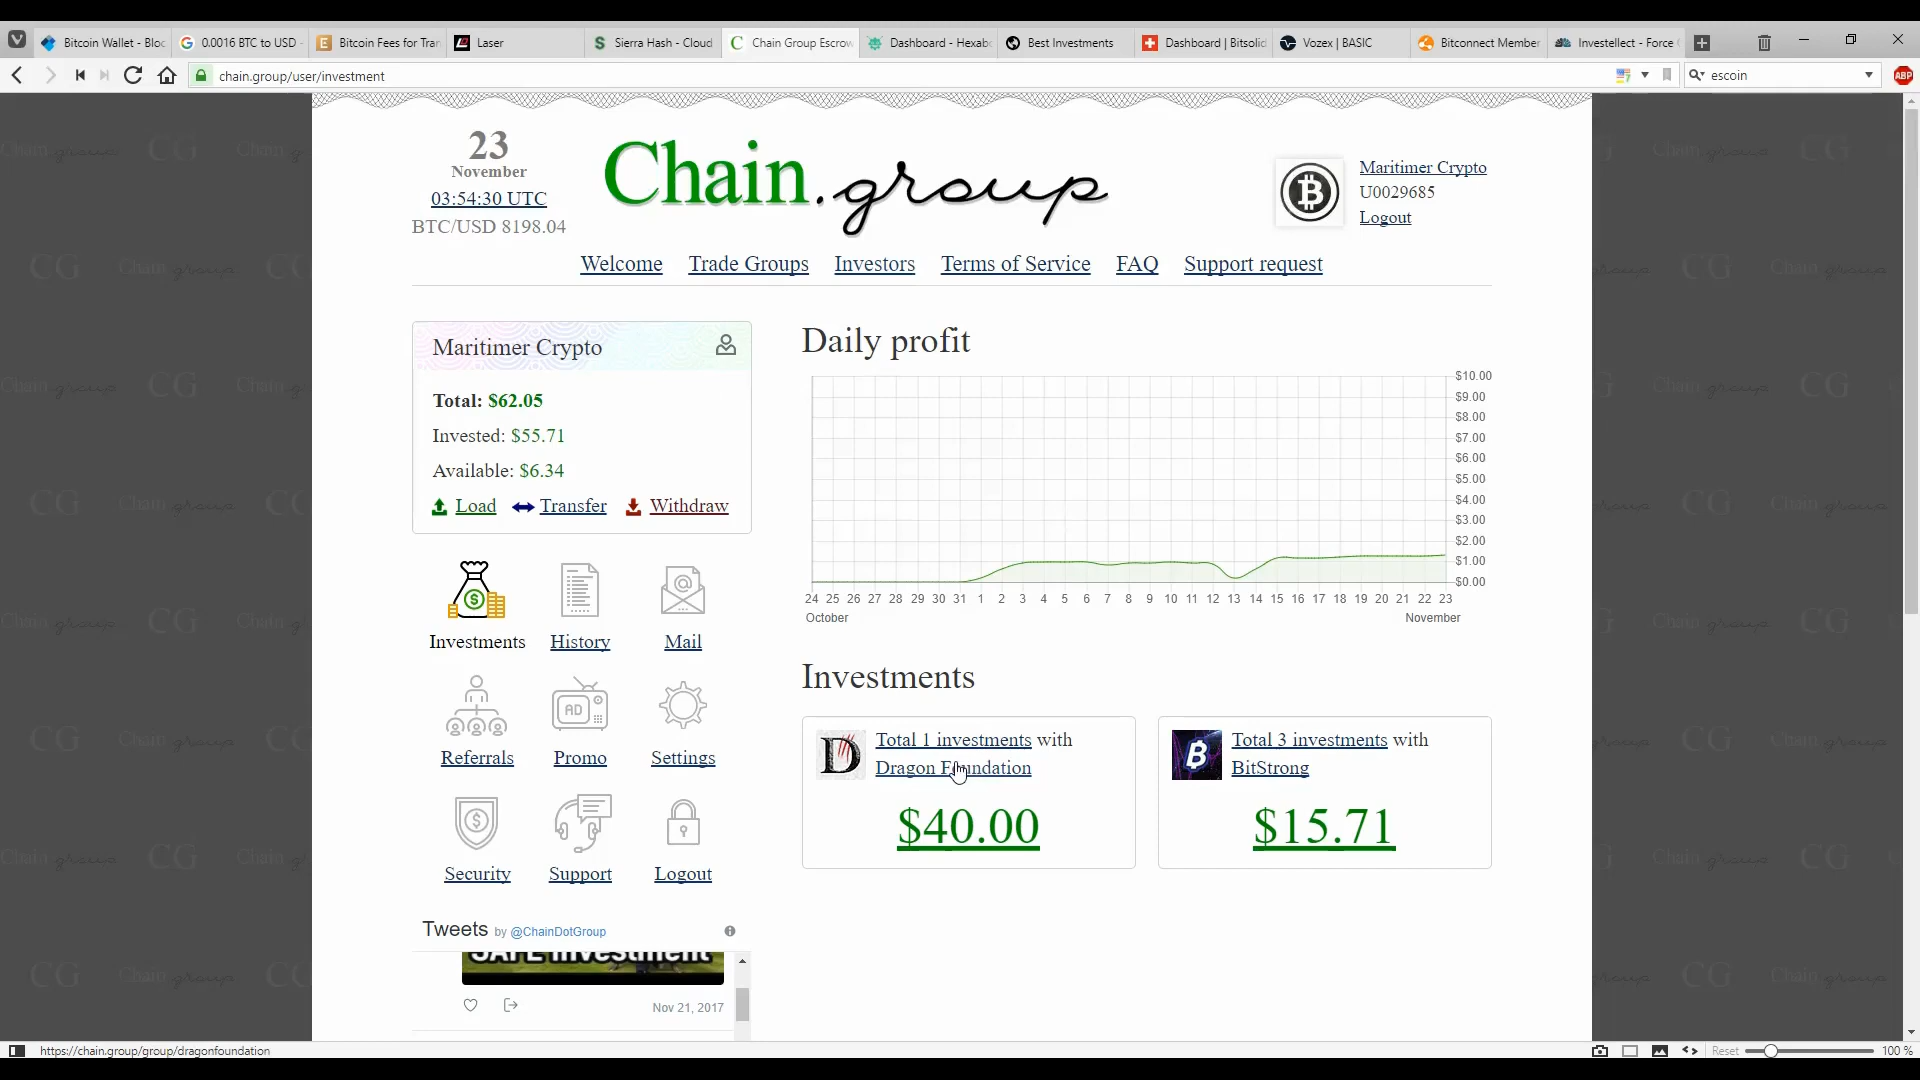 Bitcoin Wallet - Bloc
0.0016 BTC to USD -
Bitcoin Fees for Tran
Laser
Sierra Hash - Cloud
Chain Group Escrow
Dashboard - Hexabo
Best Investments
Dashboard | Bitsolid
Vozex | BASIC
Bitconnect Member
Investellect - Force
chain.group/user/investment
escoin
ABP
23
November
03:54:30 UTC
BTC/USD 8198.04
Chain.group
Maritimer Crypto
U0029685
Logout
Welcome
Trade Groups
Investors
Terms of Service
FAQ
Support request
Maritimer Crypto
Total: $62.05
Invested: $55.71
Available: $6.34
Load
Transfer
Withdraw
Investments
History
Mail
AD
Referrals
Promo
Settings
Security
Support
Logout
Tweets by @ChainDotGroup
SAFE Investment
Nov 21, 2017
Daily profit
$10.00
$9.00
$8.00
$7.00
$6.00
$5.00
$4.00
$3.00
$2.00
$1.00
$0.00
24 25 26 27 28 29 30 31 1 2 3 4 5 6 7 8 9 10 11 12 13 14 15 16 17 18 19 20 21 22 23
October
November
Investments
Total 1 investments with
Dragon Foundation
$40.00
Total 3 investments with
BitStrong
$15.71
https://chain.group/group/dragonfoundation
Reset
100 %